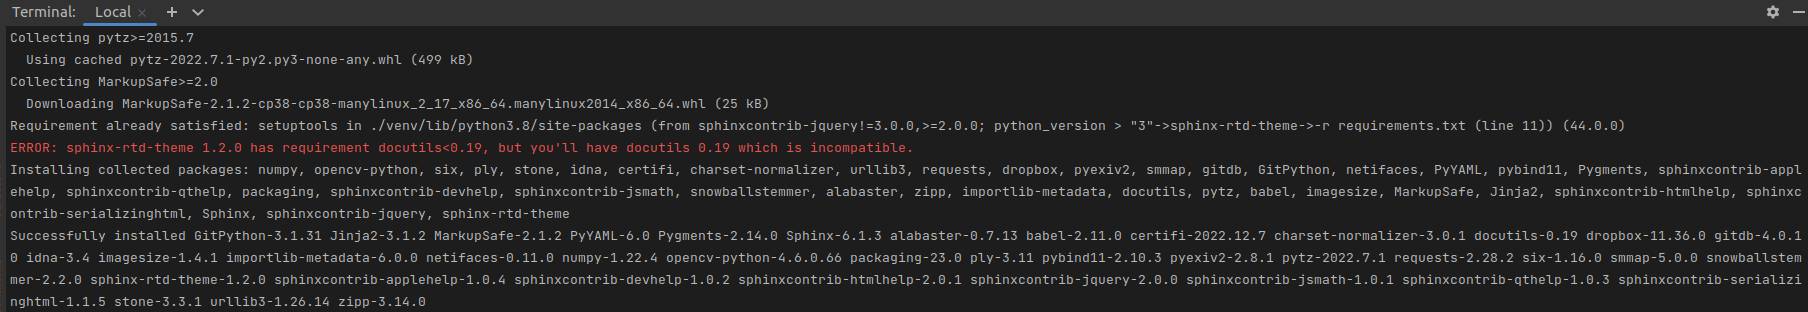 Terminal: Local × + 
Collecting pytz>=2015.7
  Using cached pytz-2022.7.1-py2.py3-none-any.whl (499 kB)
Collecting MarkupSafe>=2.0
  Downloading MarkupSafe-2.1.2-cp38-cp38-manylinux_2_17_x86_64.manylinux2014_x86_64.whl (25 kB)
Requirement already satisfied: setuptools in ./venv/lib/python3.8/site-packages (from sphinxcontrib-jquery!=3.0.0,>=2.0.0; python_version > "3"->sphinx-rtd-theme->-r requirements.txt (line 11)) (44.0.0)
ERROR: sphinx-rtd-theme 1.2.0 has requirement docutils<0.19, but you'll have docutils 0.19 which is incompatible.
Installing collected packages: numpy, opencv-python, six, ply, stone, idna, certifi, charset-normalizer, urllib3, requests, dropbox, pyexiv2, smmap, gitdb, GitPython, netifaces, PyYAML, pybind11, Pygments, sphinxcontrib-appl
ehelp, sphinxcontrib-qthelp, packaging, sphinxcontrib-devhelp, sphinxcontrib-jsmath, snowballstemmer, alabaster, zipp, importlib-metadata, docutils, pytz, babel, imagesize, MarkupSafe, Jinja2, sphinxcontrib-htmlhelp, sphinxc
ontrib-serializinghtml, Sphinx, sphinxcontrib-jquery, sphinx-rtd-theme
Successfully installed GitPython-3.1.31 Jinja2-3.1.2 MarkupSafe-2.1.2 PyYAML-6.0 Pygments-2.14.0 Sphinx-6.1.3 alabaster-0.7.13 babel-2.11.0 certifi-2022.12.7 charset-normalizer-3.0.1 docutils-0.19 dropbox-11.36.0 gitdb-4.0.1
0 idna-3.4 imagesize-1.4.1 importlib-metadata-6.0.0 netifaces-0.11.0 numpy-1.22.4 opencv-python-4.6.0.66 packaging-23.0 ply-3.11 pybind11-2.10.3 pyexiv2-2.8.1 pytz-2022.7.1 requests-2.28.2 six-1.16.0 smmap-5.0.0 snowballstem
mer-2.2.0 sphinx-rtd-theme-1.2.0 sphinxcontrib-applehelp-1.0.4 sphinxcontrib-devhelp-1.0.2 sphinxcontrib-htmlhelp-2.0.1 sphinxcontrib-jquery-2.0.0 sphinxcontrib-jsmath-1.0.1 sphinxcontrib-qthelp-1.0.3 sphinxcontrib-serializi
nghtml-1.1.5 stone-3.3.1 urllib3-1.26.14 zipp-3.14.0